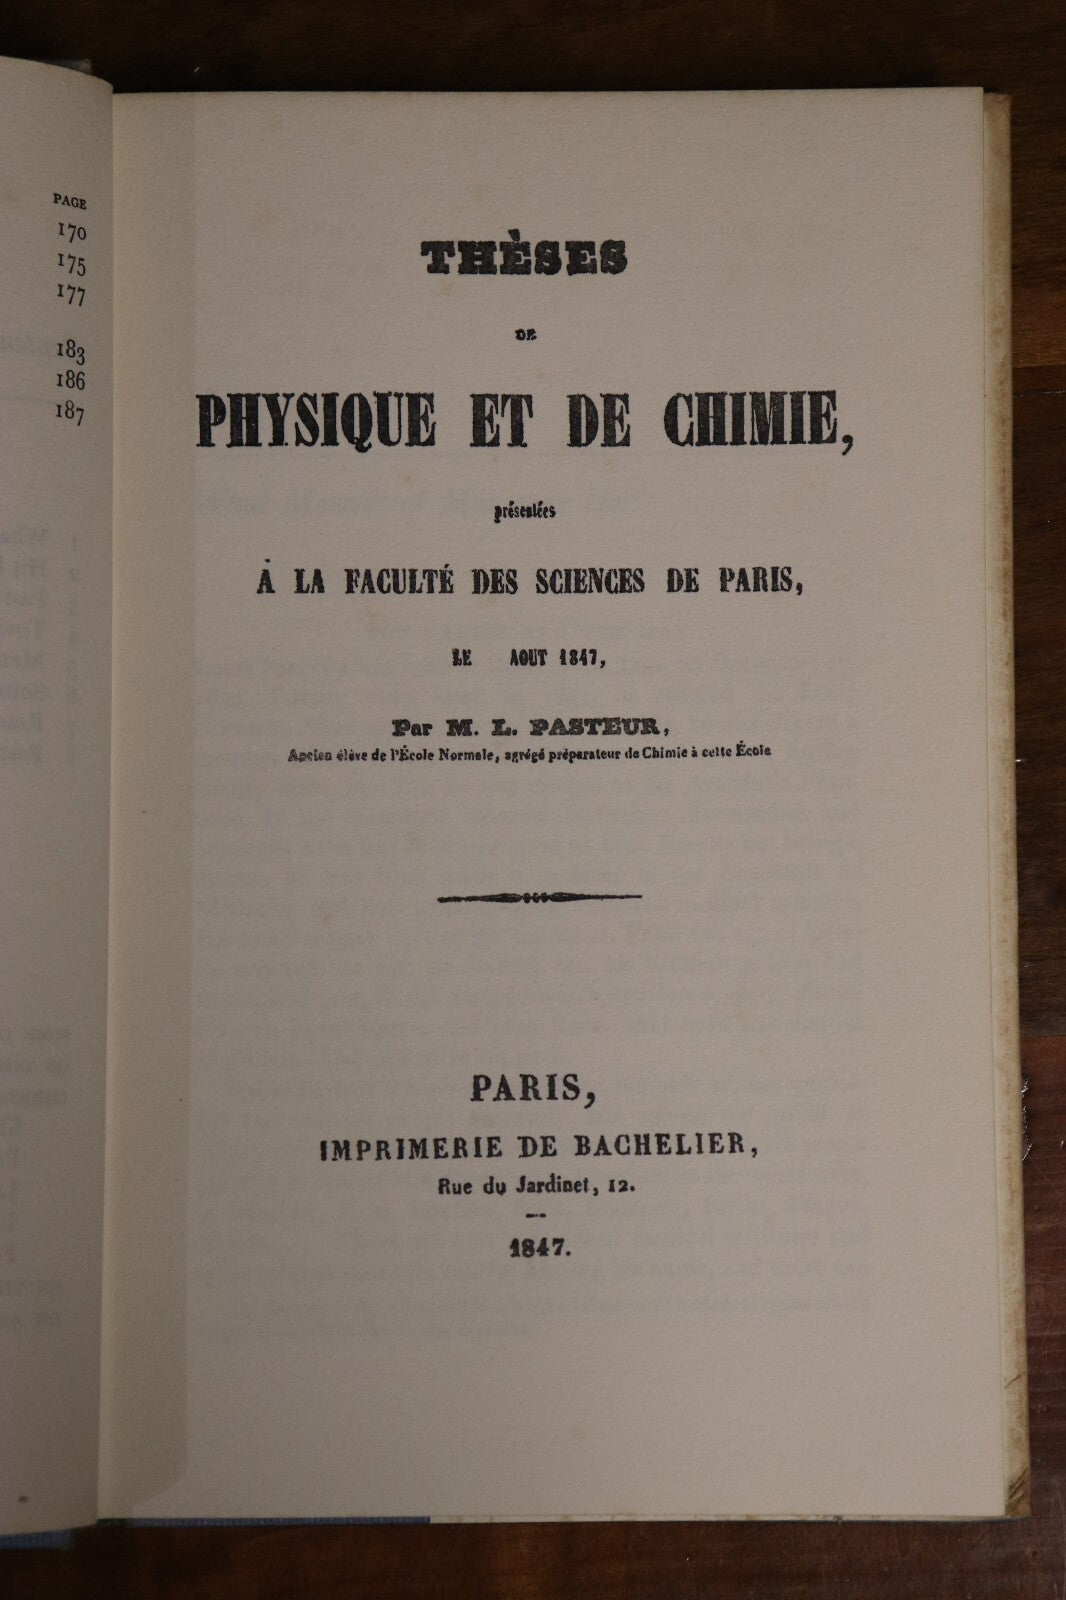 PAGE
170
175
177
183
186
187
THÈSES
DE
PHYSIQUE ET DE CHIMIE,
présentées
À LA FACULTÉ DES SCIENCES DE PARIS,
LE AOUT 1847,
Par M. L. PASTEUR,
Ancien élève de l'École Normale, agrégé préparateur de Chimie à cette École
PARIS,
IMPRIMERIE DE BACHELIER,
Rue du Jardinet, 12.
1847.